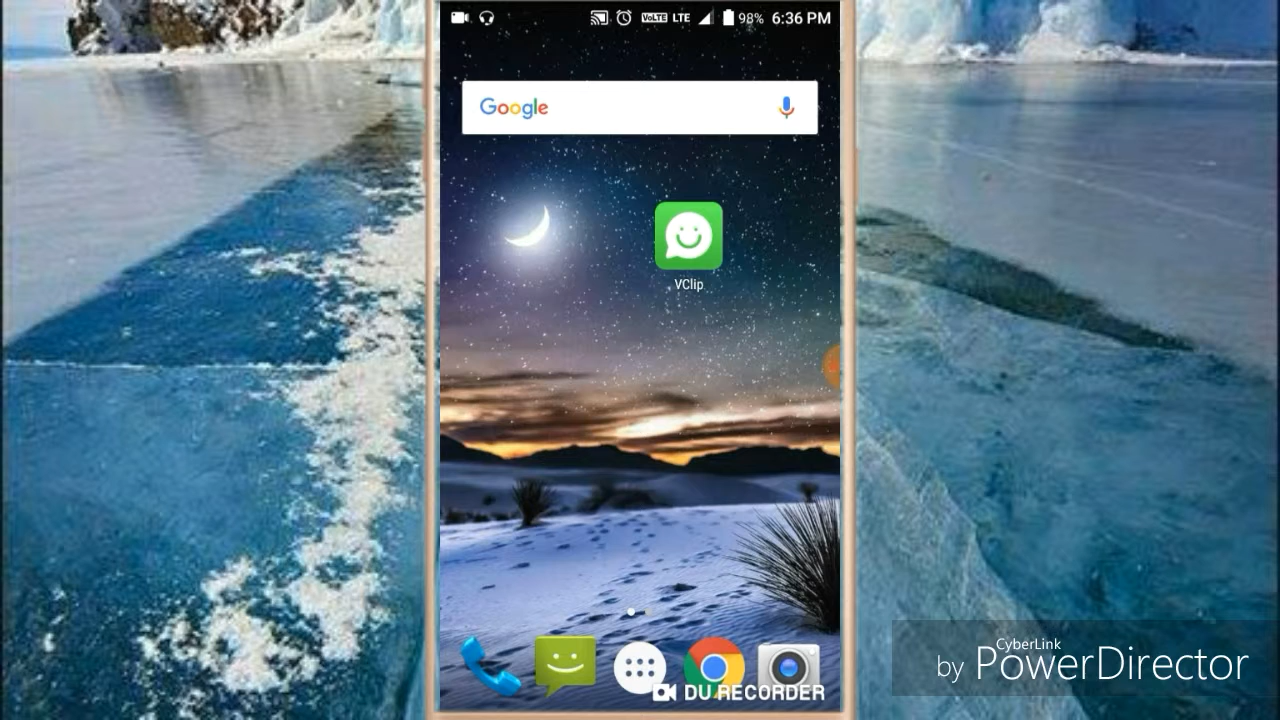 VoLTE LTE 98% 6:36 PM
Google
VClip
DU RECORDER
CyberLink
by PowerDirector